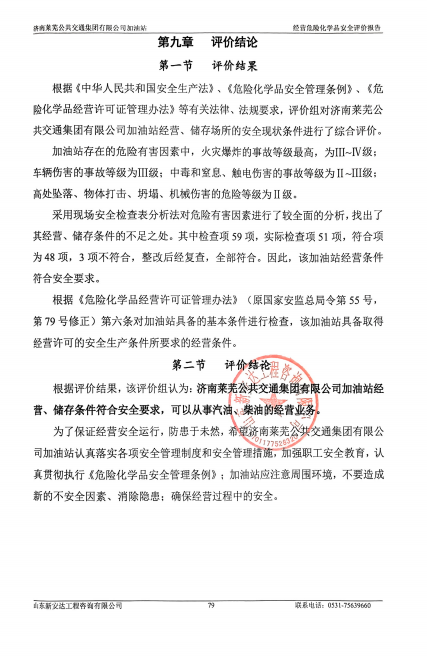 济南莱芜公共交通集团有限公司加油站 经营危险化学品安全评价报告
第九章 评价结论
第一节 评价结果
根据《中华人民共和国安全生产法》、《危险化学品安全管理条例》、《危
险化学品经营许可证管理办法》等有关法律、法规要求，评价组对济南莱芜公
共交通集团有限公司加油站经营、储存场所的安全现状条件进行了综合评价。
加油站存在的危险有害因素中，火灾爆炸的事故等级最高，为Ⅲ~Ⅳ级；
车辆伤害的事故等级为Ⅲ级；中毒和窒息、触电伤害的事故等级为Ⅱ~Ⅲ级；
高处坠落、物体打击、坍塌、机械伤害的危险等级为Ⅱ级。
采用现场安全检查表分析法对危险有害因素进行了较全面的分析，找出了
其经营、储存条件的不足之处。其中检查项 59 项，实际检查项 51 项，符合项
为 48 项，3 项不符合，整改后经复查，全部符合。因此，该加油站经营条件
符合安全要求。
根据《危险化学品经营许可证管理办法》（原国家安监总局令第 55 号，
第 79 号修正）第六条对加油站具备的基本条件进行检查，该加油站具备取得
经营许可的安全生产条件所要求的经营条件。
第二节 评价结论
根据评价结果，该评价组认为：济南莱芜公共交通集团有限公司加油站经
营、储存条件符合安全要求，可以从事汽油、柴油的经营业务。
为了保证经营安全运行，防患于未然，希望济南莱芜公共交通集团有限公
司加油站认真落实各项安全管理制度和安全管理措施，加强职工安全教育，认
真贯彻执行《危险化学品安全管理条例》；加油站应注意周围环境，不要造成
新的不安全因素、消除隐患；确保经营过程中的安全。
山东新安达工程咨询有限公司 79 联系电话：0531-75639660